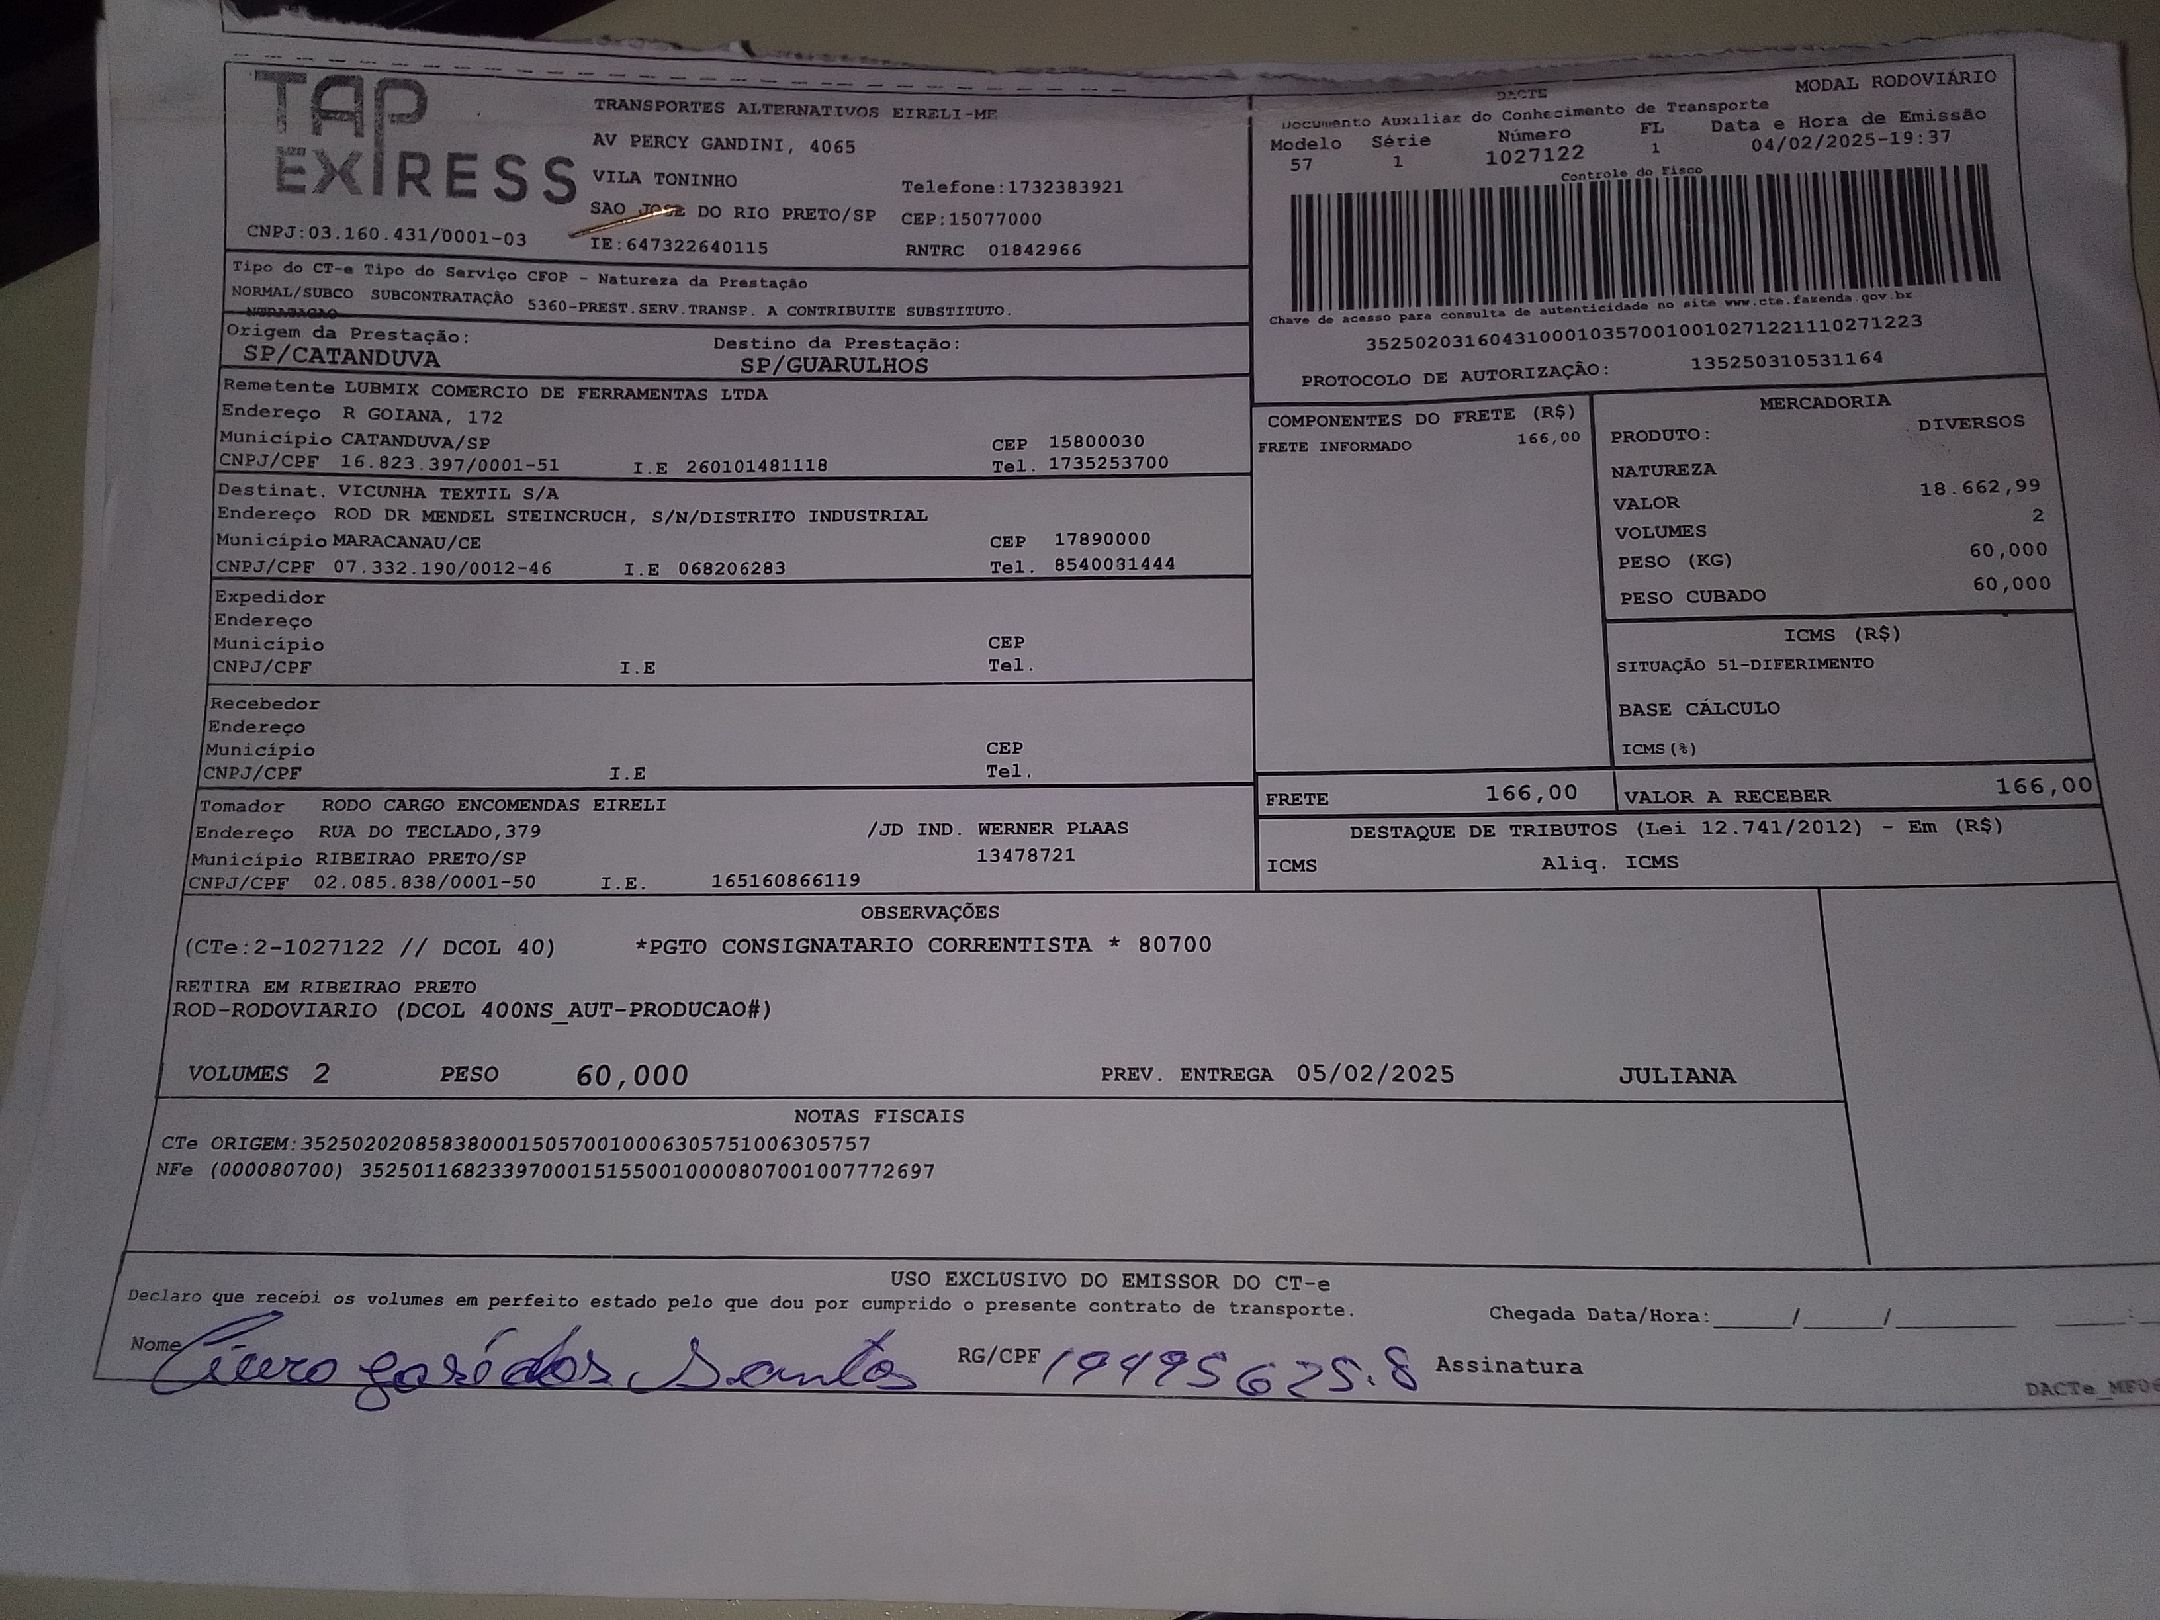 TAP
EXPRESS
TRANSPORTES ALTERNATIVOS EIRELI-ME
AV PERCY GANDINI, 4065
VILA TONINHO Telefone:1732383921
SAO JOSE DO RIO PRETO/SP CEP:15077000
CNPJ:03.160.431/0001-03 IE:647322640115 RNTRC 01842966
DACTE MODAL RODOVIÁRIO
Documento Auxiliar do Conhecimento de Transporte
Modelo Série Número FL Data e Hora de Emissão
57 1 1027122 1 04/02/2025-19:37
Controle do Fisco
Chave de acesso para consulta de autenticidade no site www.cte.fazenda.gov.br
35250203160431000103570010010271221110271223
PROTOCOLO DE AUTORIZAÇÃO: 135250310531164
Tipo do CT-e Tipo do Serviço CFOP - Natureza da Prestação
NORMAL/SUBCO SUBCONTRATAÇÃO 5360-PREST.SERV.TRANSP. A CONTRIBUITE SUBSTITUTO.
NTRATACAO
Origem da Prestação: Destino da Prestação:
SP/CATANDUVA SP/GUARULHOS
Remetente LUBMIX COMERCIO DE FERRAMENTAS LTDA
Endereço R GOIANA, 172
Município CATANDUVA/SP CEP 15800030
CNPJ/CPF 16.823.397/0001-51 I.E 260101481118 Tel. 1735253700
Destinat. VICUNHA TEXTIL S/A
Endereço ROD DR MENDEL STEINCRUCH, S/N/DISTRITO INDUSTRIAL
Município MARACANAU/CE CEP 17890000
CNPJ/CPF 07.332.190/0012-46 I.E 068206283 Tel. 8540031444
Expedidor
Endereço
Município CEP
CNPJ/CPF I.E Tel.
Recebedor
Endereço
Município CEP
CNPJ/CPF I.E Tel.
Tomador RODO CARGO ENCOMENDAS EIRELI
Endereço RUA DO TECLADO,379 /JD IND. WERNER PLAAS
Município RIBEIRAO PRETO/SP 13478721
CNPJ/CPF 02.085.838/0001-50 I.E. 165160866119
COMPONENTES DO FRETE (R$)
FRETE INFORMADO 166,00
MERCADORIA
PRODUTO: DIVERSOS
NATUREZA
VALOR 18.662,99
VOLUMES 2
PESO (KG) 60,000
PESO CUBADO 60,000
ICMS (R$)
SITUAÇÃO 51-DIFERIMENTO
BASE CÁLCULO
ICMS(%)
FRETE 166,00 VALOR A RECEBER 166,00
DESTAQUE DE TRIBUTOS (Lei 12.741/2012) - Em (R$)
ICMS Aliq. ICMS
OBSERVAÇÕES
(CTe:2-1027122 // DCOL 40) *PGTO CONSIGNATARIO CORRENTISTA * 80700
RETIRA EM RIBEIRAO PRETO
ROD-RODOVIARIO (DCOL 400NS_AUT-PRODUCAO#)
VOLUMES 2 PESO 60,000 PREV. ENTREGA 05/02/2025 JULIANA
NOTAS FISCAIS
CTe ORIGEM:35250202085838000150570010006305751006305757
NFe (000080700) 35250116823397000151550010000807001007772697
USO EXCLUSIVO DO EMISSOR DO CT-e
Declaro que recebi os volumes em perfeito estado pelo que dou por cumprido o presente contrato de transporte. Chegada Data/Hora:_____/_____/________ _____:_
Nome Cicero José dos Santos RG/CPF 19495625.8 Assinatura